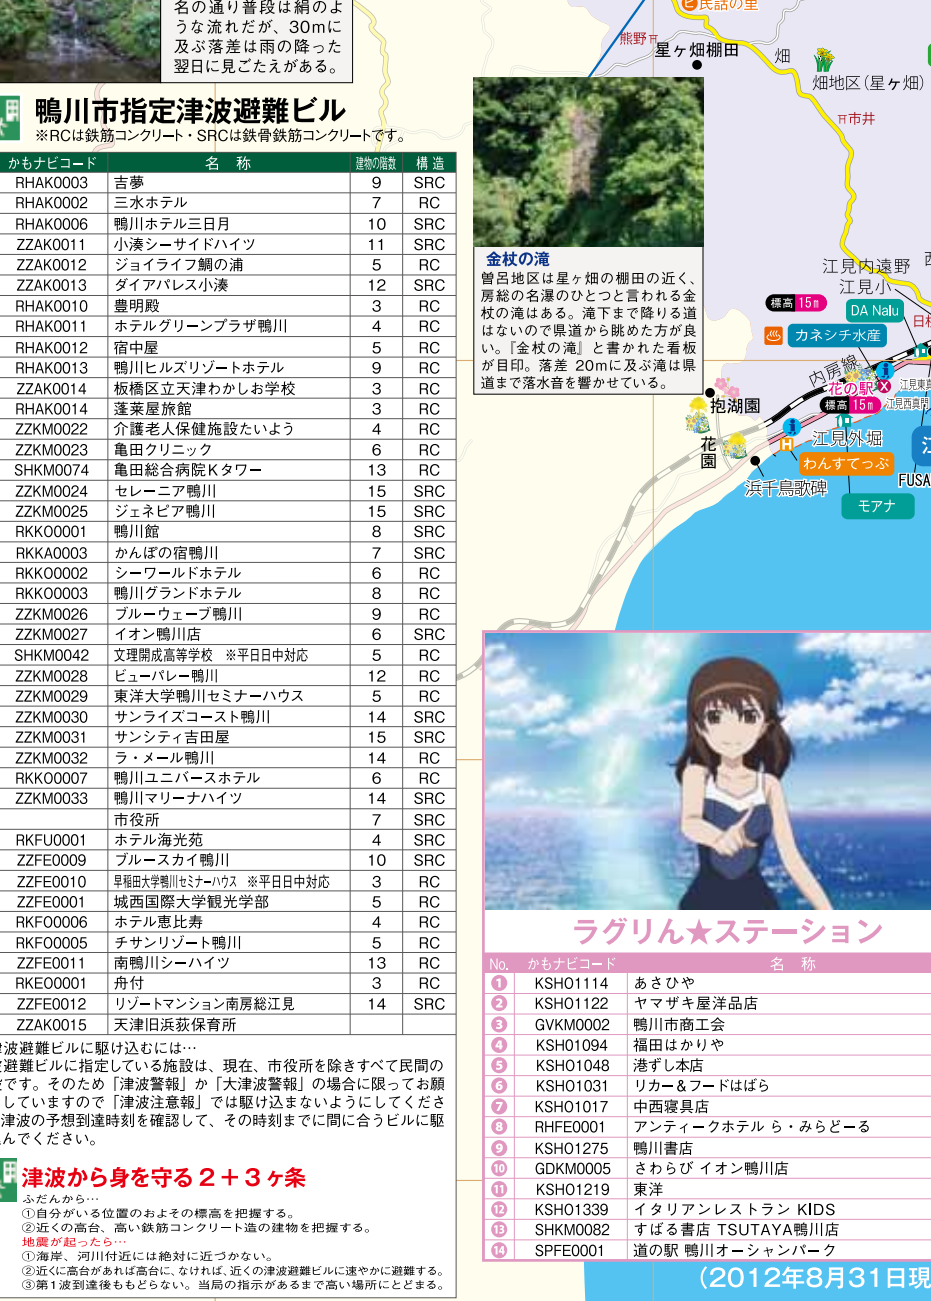 名の通り普段は絹のよ
うな流れだが、30mに
及ぶ落差は雨の降った
翌日に見ごたえがある。
鴨川市指定津波避難ビル
※RCは鉄筋コンクリート・SRCは鉄骨鉄筋コンクリートです。
かもナビコード 名 称 建物の階数 構 造
RHAK0003 吉夢 9 SRC
RHAK0002 三水ホテル 7 RC
RHAK0006 鴨川ホテル三日月 10 SRC
ZZAK0011 小湊シーサイドハイツ 11 SRC
ZZAK0012 ジョイライフ鯛の浦 5 RC
ZZAK0013 ダイアパレス小湊 12 SRC
RHAK0010 豊明殿 3 RC
RHAK0011 ホテルグリーンプラザ鴨川 4 RC
RHAK0012 宿中屋 5 RC
RHAK0013 鴨川ヒルズリゾートホテル 9 RC
ZZAK0014 板橋区立天津わかしお学校 3 RC
RHAK0014 蓬莱屋旅館 3 RC
ZZKM0022 介護老人保健施設たいよう 4 RC
ZZKM0023 亀田クリニック 6 RC
SHKM0074 亀田総合病院Kタワー 13 RC
ZZKM0024 セレーニア鴨川 15 SRC
ZZKM0025 ジェネビア鴨川 15 SRC
RKKO0001 鴨川館 8 SRC
RKKA0003 かんぽの宿鴨川 7 SRC
RKKO0002 シーワールドホテル 6 RC
RKKO0003 鴨川グランドホテル 8 RC
ZZKM0026 ブルーウェーブ鴨川 9 RC
ZZKM0027 イオン鴨川店 6 SRC
SHKM0042 文理開成高等学校 ※平日日中対応 5 RC
ZZKM0028 ビューバレー鴨川 12 RC
ZZKM0029 東洋大学鴨川セミナーハウス 5 RC
ZZKM0030 サンライズコースト鴨川 14 SRC
ZZKM0031 サンシティ吉田屋 15 SRC
ZZKM0032 ラ・メール鴨川 14 RC
RKKO0007 鴨川ユニバースホテル 6 RC
ZZKM0033 鴨川マリーナハイツ 14 SRC
市役所 7 SRC
RKFU0001 ホテル海光苑 4 SRC
ZZFE0009 ブルースカイ鴨川 10 SRC
ZZFE0010 早稲田大学鴨川セミナーハウス ※平日日中対応 3 RC
ZZFE0001 城西国際大学観光学部 5 RC
RKFO0006 ホテル恵比寿 4 RC
RKFO0005 チサンリゾート鴨川 5 RC
ZZFE0011 南鴨川シーハイツ 13 RC
RKEO0001 舟付 3 RC
ZZFE0012 リゾートマンション南房総江見 14 SRC
ZZAK0015 天津旧浜荻保育所
津波避難ビルに駆け込むには…
避難ビルに指定している施設は、現在、市役所を除きすべて民間の
です。そのため「津波警報」か「大津波警報」の場合に限ってお願
していますので「津波注意報」では駆け込まないようにしてくださ
津波の予想到達時刻を確認して、その時刻までに間に合うビルに駆
んでください。
津波から身を守る2+3ヶ条
ふだんから…
①自分がいる位置のおよその標高を把握する。
②近くの高台、高い鉄筋コンクリート造の建物を把握する。
地震が起ったら…
①海岸、河川付近には絶対に近づかない。
②近くに高台があれば高台に、なければ、近くの津波避難ビルに速やかに避難する。
③第1波到達後ももどらない。当局の指示があるまで高い場所にとどまる。
民話の里
熊野
星ヶ畑棚田
畑
畑地区(星ヶ畑)
市井
金杖の滝
曽呂地区は星ヶ畑の棚田の近く、
房総の名瀑のひとつと言われる金
杖の滝はある。滝下まで降りる道
はないので県道から眺めた方が良
い。『金杖の滝』と書かれた看板
が目印。落差 20mに及ぶ滝は県
道まで落水音を響かせている。
江見内遠野
西
江見小
標高 15m
DA Nalu
カネシチ水産
内房線
花の駅
江見東真
標高 15m
江見西真門
抱湖園
花園
江見外堀
わんすてっぷ
浜千鳥歌碑
FUSA
モアナ
ラグりん★ステーション
No. かもナビコード 名 称
1 KSHO1114 あさひや
2 KSHO1122 ヤマザキ屋洋品店
3 GVKM0002 鴨川市商工会
4 KSHO1094 福田はかりや
5 KSHO1048 港ずし本店
6 KSHO1031 リカー&フードはばら
7 KSHO1017 中西寝具店
8 RHFE0001 アンティークホテル ら・みらどーる
9 KSHO1275 鴨川書店
10 GDKM0005 さわらび イオン鴨川店
11 KSHO1219 東洋
12 KSHO1339 イタリアンレストラン KIDS
13 SHKM0082 すばる書店 TSUTAYA鴨川店
14 SPFE0001 道の駅 鴨川オーシャンパーク
(2012年8月31日現